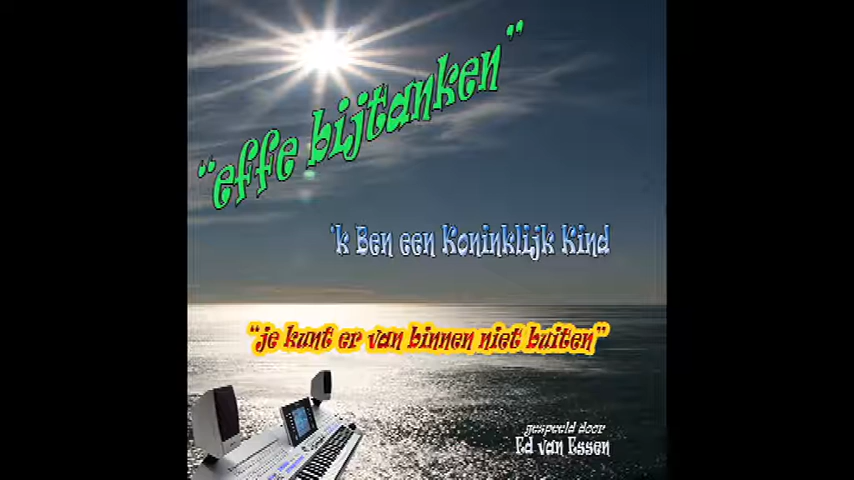 “effe bijtanken”
'k Ben een Koninklijk Kind
“je kunt er van binnen niet buiten”
gespeeld door
Ed van Essen